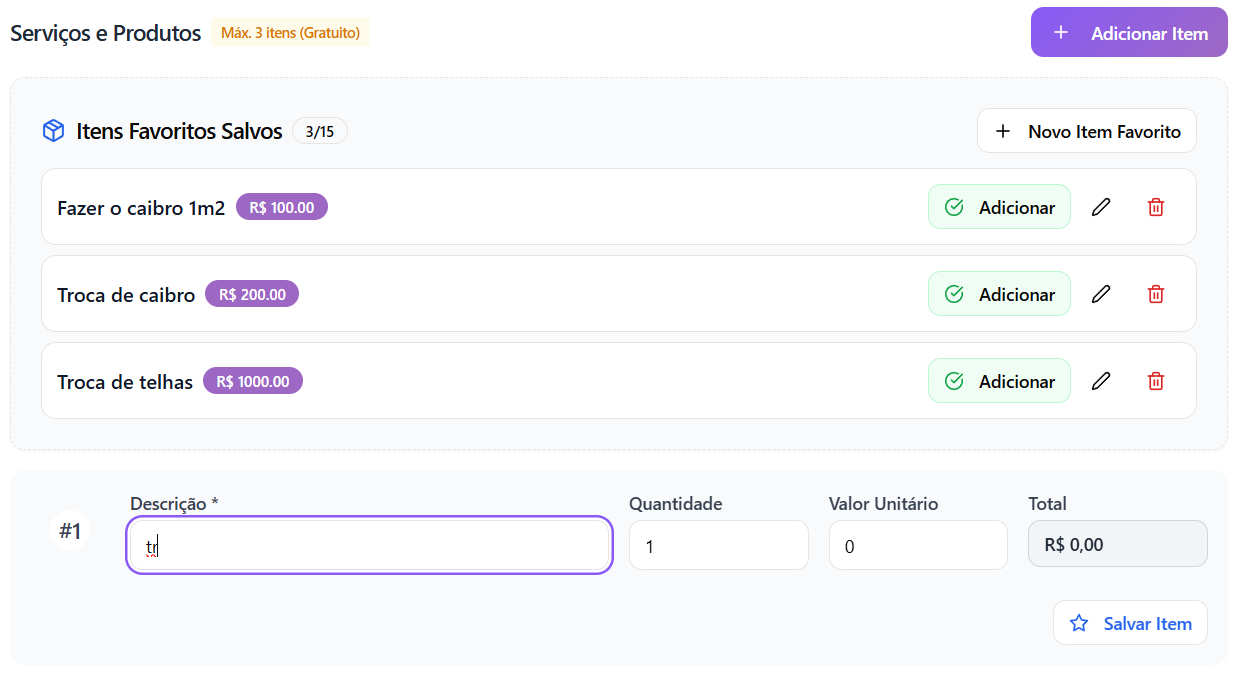 Serviços e Produtos Máx. 3 itens (Gratuito) Adicionar Item
Itens Favoritos Salvos 3/15 Novo Item Favorito
Fazer o caibro 1m2 R$ 100.00 Adicionar
Troca de caibro R$ 200.00 Adicionar
Troca de telhas R$ 1000.00 Adicionar
Descrição * Quantidade Valor Unitário Total
#1 tr 1 0 R$ 0,00
Salvar Item